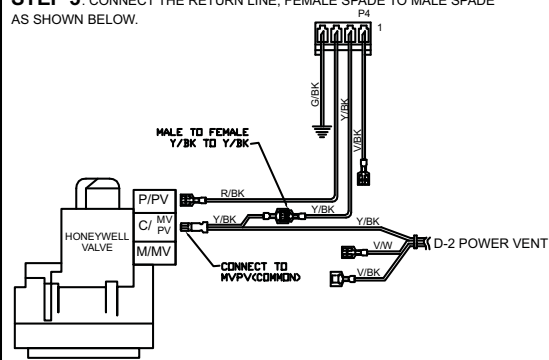 STEP 5: CONNECT THE RETURN LINE, FEMALE SPADE TO MALE SPADE
AS SHOWN BELOW.
P4
1
G/BK
Y/BK
V/BK
MALE TO FEMALE
Y/BK TO Y/BK
P/PV
R/BK
C/ MV
PV
Y/BK
Y/BK
Y/BK
HONEYWELL
VALVE
M/MV
V/W
D-2 POWER VENT
V/BK
CONNECT TO
MVPV(COMMON)